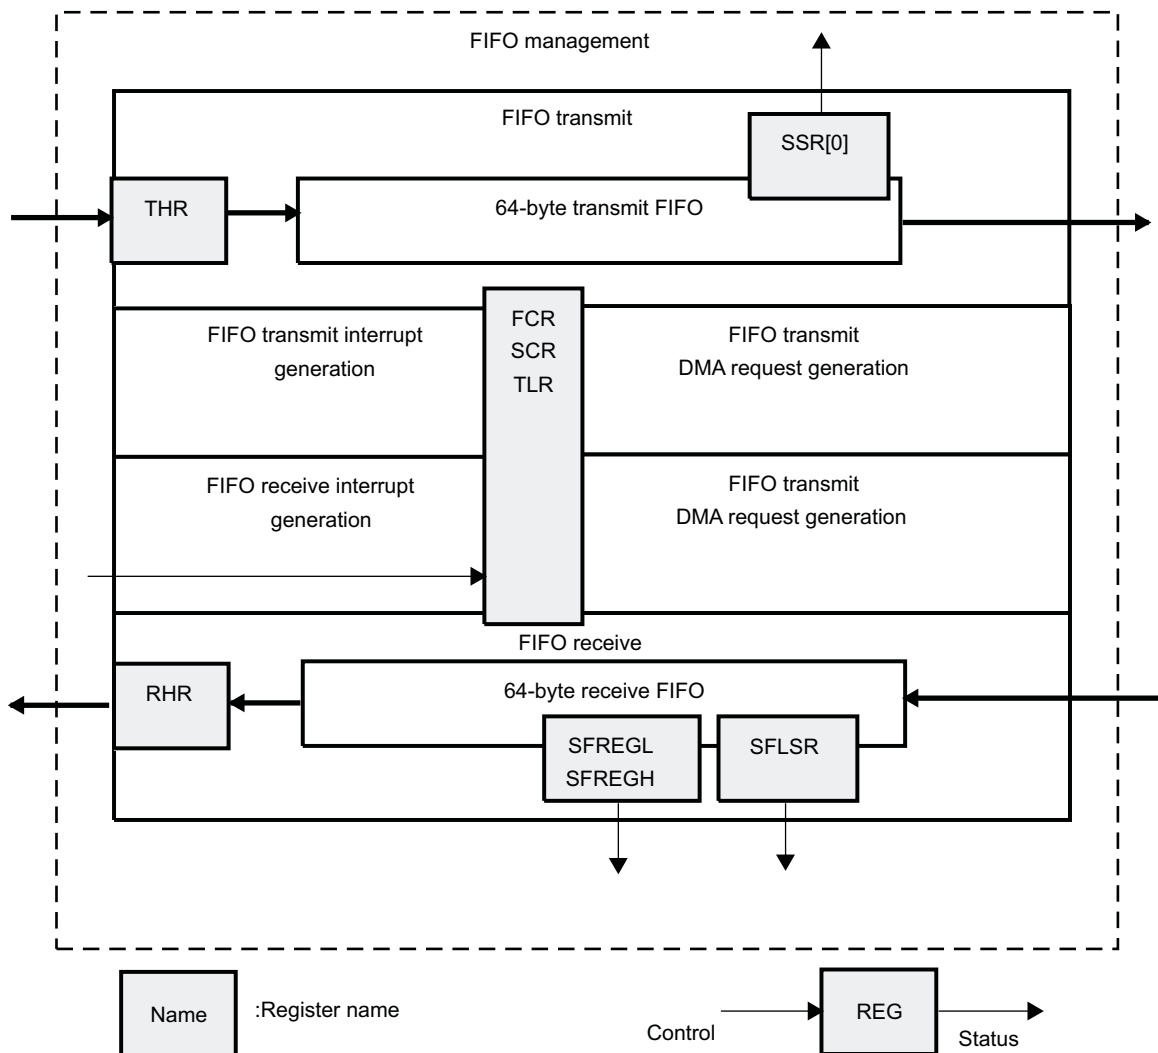 FIFO management
FIFO transmit
SSR[0]
THR
64-byte transmit FIFO
FCR
SCR
TLR
FIFO transmit interrupt
generation
FIFO transmit
DMA request generation
FIFO receive interrupt
generation
FIFO transmit
DMA request generation
FIFO receive
RHR
64-byte receive FIFO
SFREGL
SFREGH
SFLSR
Name
:Register name
Control
REG
Status